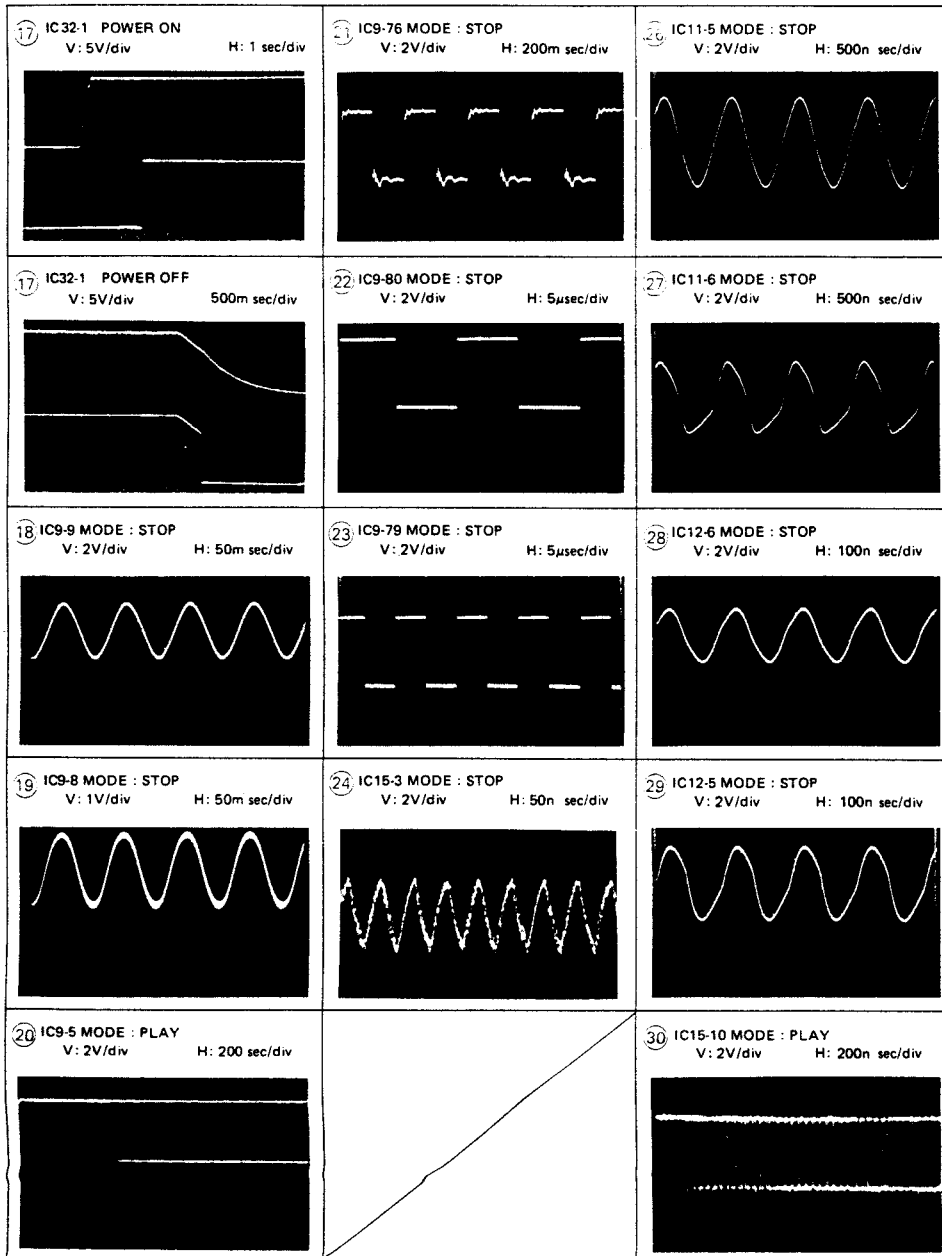 17 IC32-1 POWER ON
V: 5V/div H: 1 sec/div
17 IC32-1 POWER OFF
V: 5V/div 500m sec/div
18 IC9-9 MODE : STOP
V: 2V/div H: 50m sec/div
19 IC9-8 MODE : STOP
V: 1V/div H: 50m sec/div
20 IC9-5 MODE : PLAY
V: 2V/div H: 200 sec/div
21 IC9-76 MODE : STOP
V: 2V/div H: 200m sec/div
22 IC9-80 MODE : STOP
V: 2V/div H: 5μsec/div
23 IC9-79 MODE : STOP
V: 2V/div H: 5μsec/div
24 IC15-3 MODE : STOP
V: 2V/div H: 50n sec/div
26 IC11-5 MODE : STOP
V: 2V/div H: 500n sec/div
27 IC11-6 MODE : STOP
V: 2V/div H: 500n sec/div
28 IC12-6 MODE : STOP
V: 2V/div H: 100n sec/div
29 IC12-5 MODE : STOP
V: 2V/div H: 100n sec/div
30 IC15-10 MODE : PLAY
V: 2V/div H: 200n sec/div